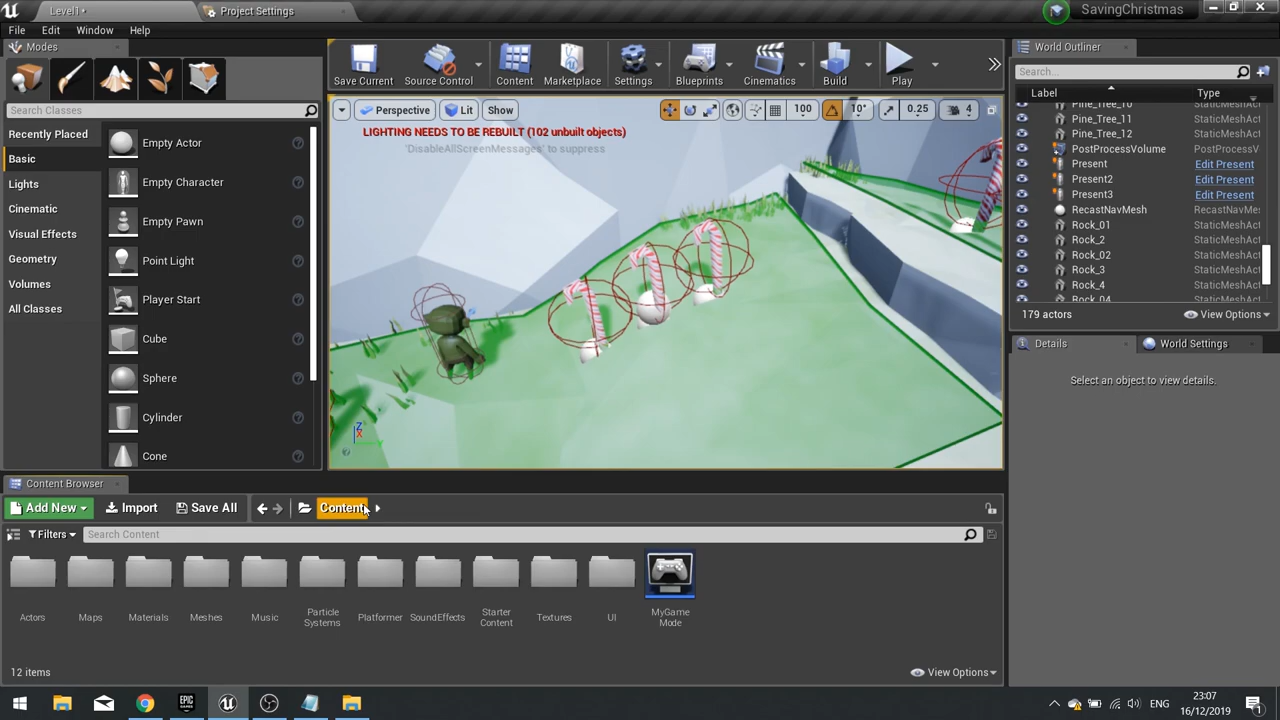 Level1•
Project Settings
SavingChristmas
File
Edit
Window
Help
Modes
Search Classes
Recently Placed
Basic
Lights
Cinematic
Visual Effects
Geometry
Volumes
All Classes
Empty Actor
Empty Character
Empty Pawn
Point Light
Player Start
Cube
Sphere
Cylinder
Cone
Save Current
Source Control
Content
Marketplace
Settings
Blueprints
Cinematics
Build
Play
Perspective
Lit
Show
100
10°
0.25
4
LIGHTING NEEDS TO BE REBUILT (102 unbuilt objects)
'DisableAllScreenMessages' to suppress
Z
X
World Outliner
Search...
Label
Type
Pine_Tree_10
StaticMeshAct
Pine_Tree_11
StaticMeshAct
Pine_Tree_12
StaticMeshAct
PostProcessVolume
PostProcessV
Present
Edit Present
Present2
Edit Present
Present3
Edit Present
RecastNavMesh
RecastNavMe
Rock_01
StaticMeshAct
Rock_2
StaticMeshAct
Rock_02
StaticMeshAct
Rock_3
StaticMeshAct
Rock_4
StaticMeshAct
Rock_04
StaticMeshAct
179 actors
View Options
Details
World Settings
Select an object to view details.
Content Browser
Add New
Import
Save All
Content
Filters
Search Content
Actors
Maps
Materials
Meshes
Music
Particle
Systems
Platformer
SoundEffects
Starter
Content
Textures
UI
MyGame
Mode
12 items
View Options
EPIC
GAMES
ENG
23:07
16/12/2019
1